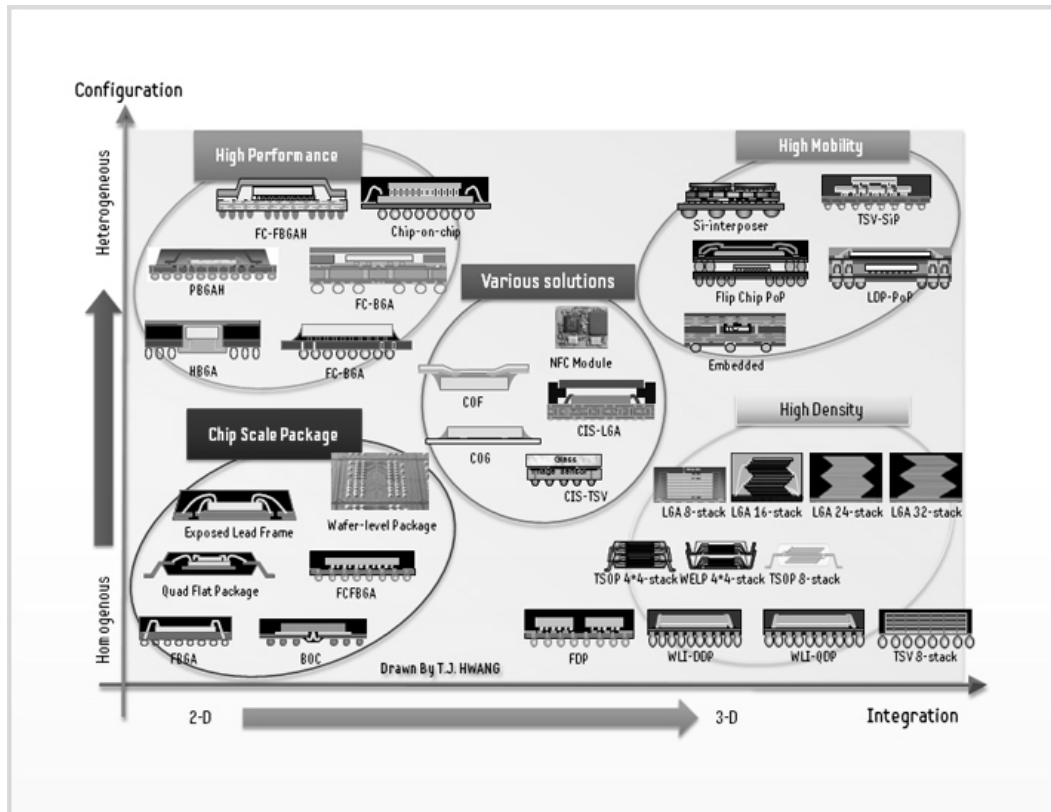 Configuration
Heterogeneous
Homogenous
High Performance
FC-FBGAH
Chip-on-chip
PBGAH
FC-BGA
HBGA
FC-BGA
High Mobility
Si-interposer
TSV-SiP
Flip Chip PoP
LDP-PoP
Embedded
Various solutions
NFC Module
COF
CIS-LGA
COG
Glass
Image Sensor
CIS-TSV
Chip Scale Package
Wafer-level Package
Exposed Lead Frame
Quad Flat Package
FCFBGA
FBGA
BOC
High Density
LGA 8-stack
LGA 16-stack
LGA 24-stack
LGA 32-stack
TSOP 4*4-stack
WELP 4*4-stack
TSOP 8-stack
FDP
WLI-DDP
WLI-QDP
TSV 8-stack
Drawn By T.J. HWANG
2-D
3-D
Integration